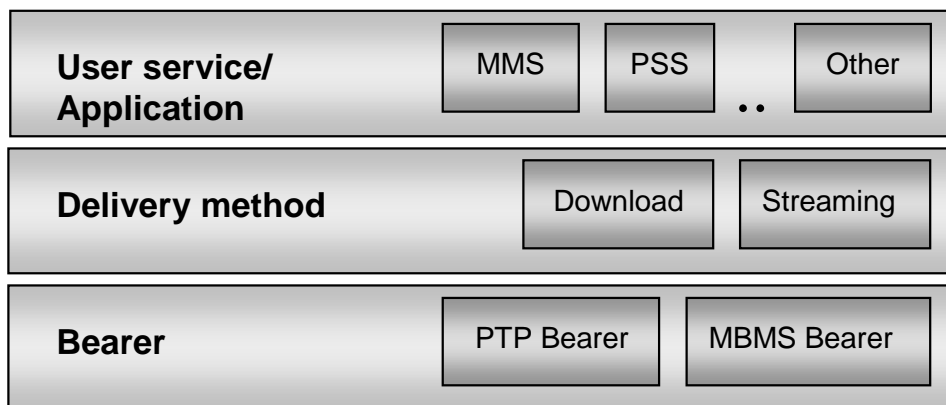 User service/
Application
MMS
PSS
..
Other
Delivery method
Download
Streaming
Bearer
PTP Bearer
MBMS Bearer